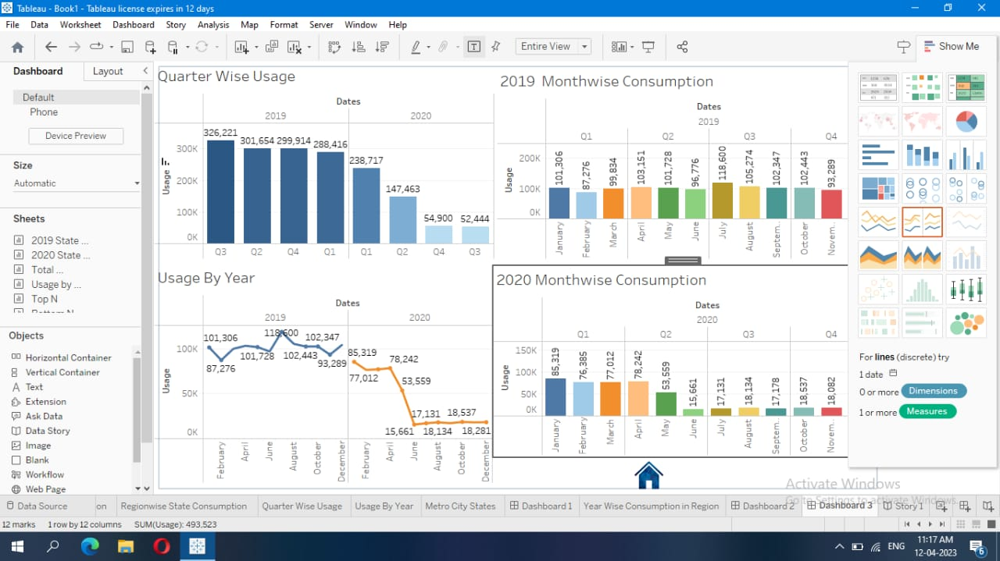 Tableau - Book1 - Tableau license expires in 12 days
File Data Worksheet Dashboard Story Analysis Map Format Server Window Help
Entire View
Show Me
Dashboard Layout
Default
Phone
Device Preview
Size
Automatic
Sheets
2019 State ...
2020 State ...
Total ...
Usage by ...
Top N
Objects
Horizontal Container
Vertical Container
Text
Extension
Ask Data
Data Story
Image
Blank
Workflow
Web Page
Quarter Wise Usage
Dates
2019 2020
Usage
300K
200K
100K
0K
326,221 301,654 299,914 288,416 238,717 147,463 54,900 52,444
Q3 Q2 Q4 Q1 Q1 Q2 Q4 Q3
2019 Monthwise Consumption
Dates
2019
Q1 Q2 Q3 Q4
Usage
200K
100K
0K
101,306 87,276 99,834 103,151 101,728 96,776 118,600 105,274 102,347 102,443 93,289
January February March April May June July August Septem.. October Novem..
Usage By Year
Dates
2019 2020
Usage
100K
50K
0K
101,306 118,600 102,347
87,276 101,728 102,443 93,289
85,319 78,242
77,012 53,559
17,131 18,537
15,661 18,134 18,281
February April June August October December February April June August October December
2020 Monthwise Consumption
Dates
2020
Q1 Q2 Q3 Q4
Usage
150K
100K
50K
0K
85,319 76,385 77,012 78,242 53,559 15,661 17,131 18,134 17,178 18,537 18,082
January February March April May June July August Septem.. October Novem..
For lines (discrete) try
1 date
0 or more Dimensions
1 or more Measures
Activate Windows
Go to Settings to activate Windows.
Data Source on Regionwise State Consumption Quarter Wise Usage Usage By Year Metro City States Dashboard 1 Year Wise Consumption in Region Dashboard 2 Dashboard 3 Story 1
12 marks 1 row by 12 columns SUM(Usage): 493,523
ENG
11:17 AM
12-04-2023
6